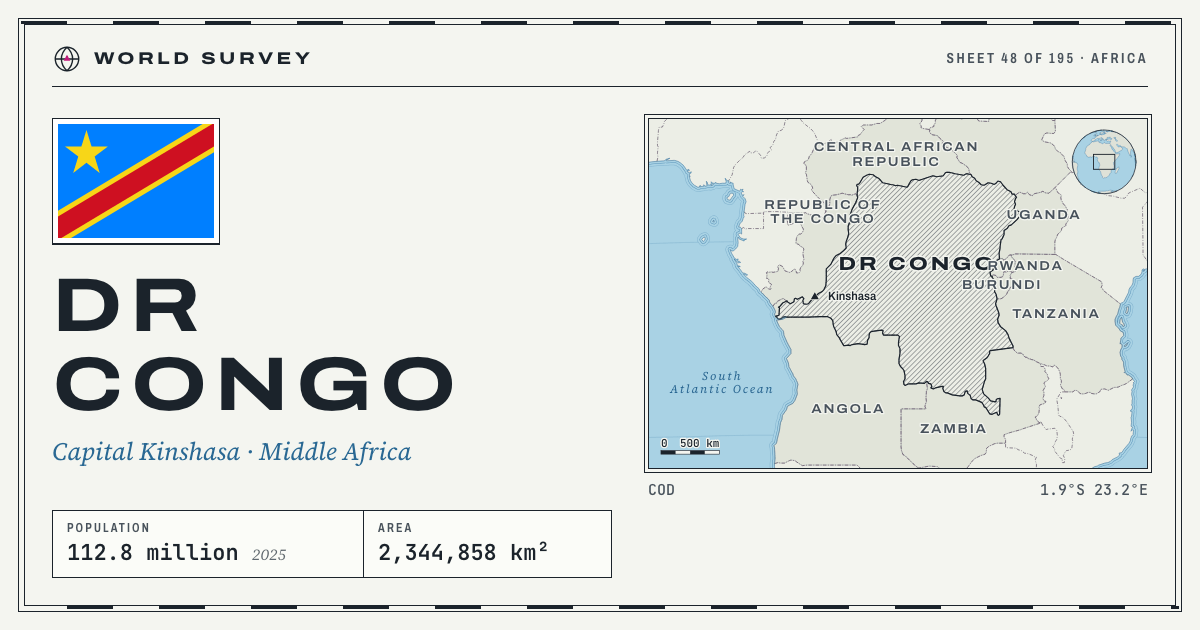 WORLD SURVEY
SHEET 48 OF 195 · AFRICA
DR
CONGO
Capital Kinshasa · Middle Africa
POPULATION
112.8 million 2025
AREA
2,344,858 km²
CENTRAL AFRICAN
REPUBLIC
REPUBLIC OF
THE CONGO
UGANDA
DR CONGO
RWANDA
BURUNDI
Kinshasa
TANZANIA
South
Atlantic Ocean
ANGOLA
ZAMBIA
0 500 km
COD
1.9°S 23.2°E